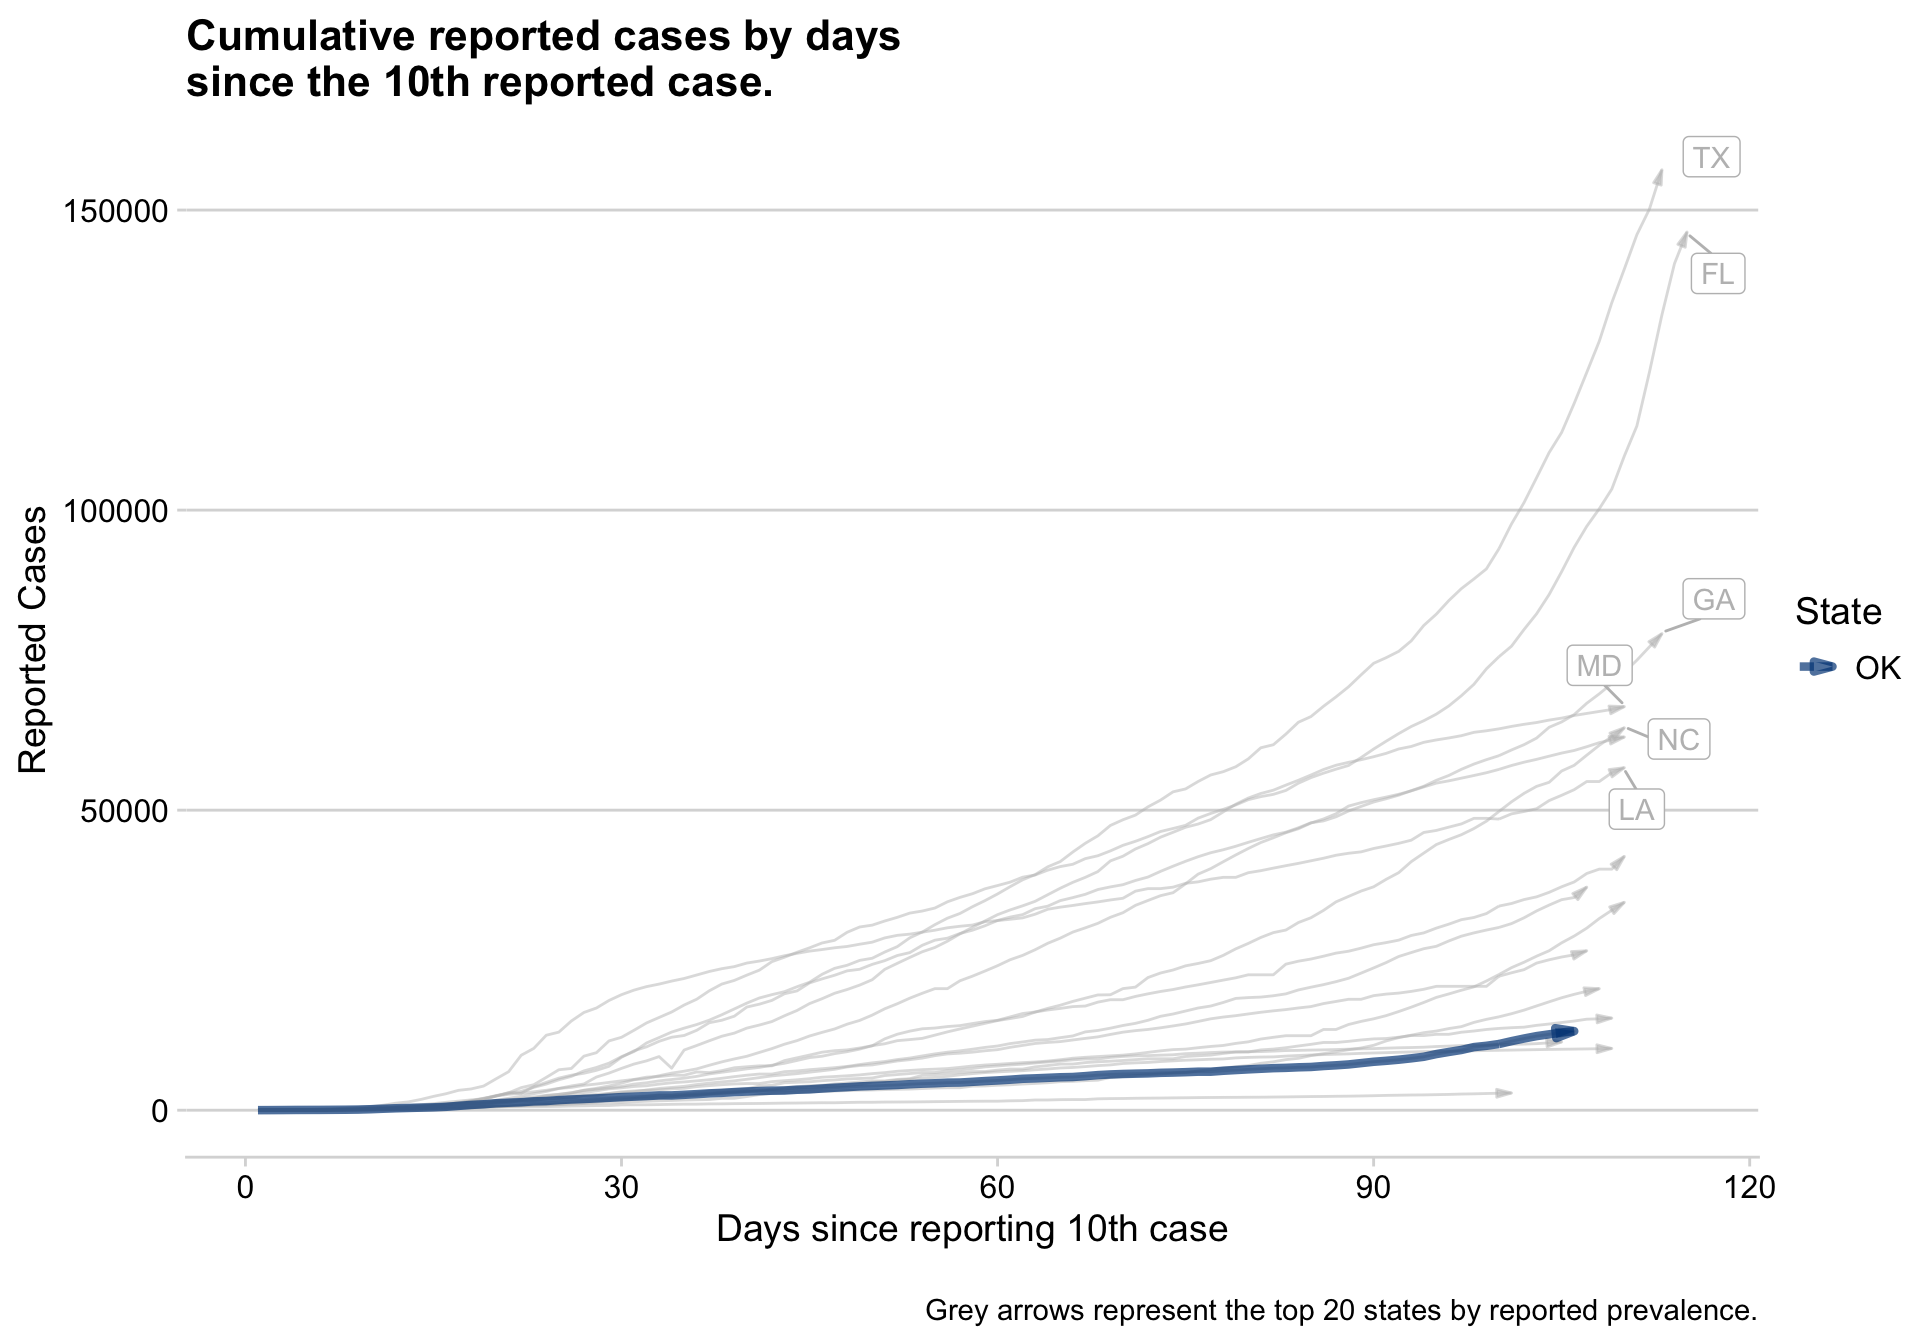 Cumulative reported cases by days
since the 10th reported case.
TX
150000
FL
100000
GA
State
MD
OK
NC
LA
50000
0
Reported Cases
0 30 60 90 120
Days since reporting 10th case
Grey arrows represent the top 20 states by reported prevalence.